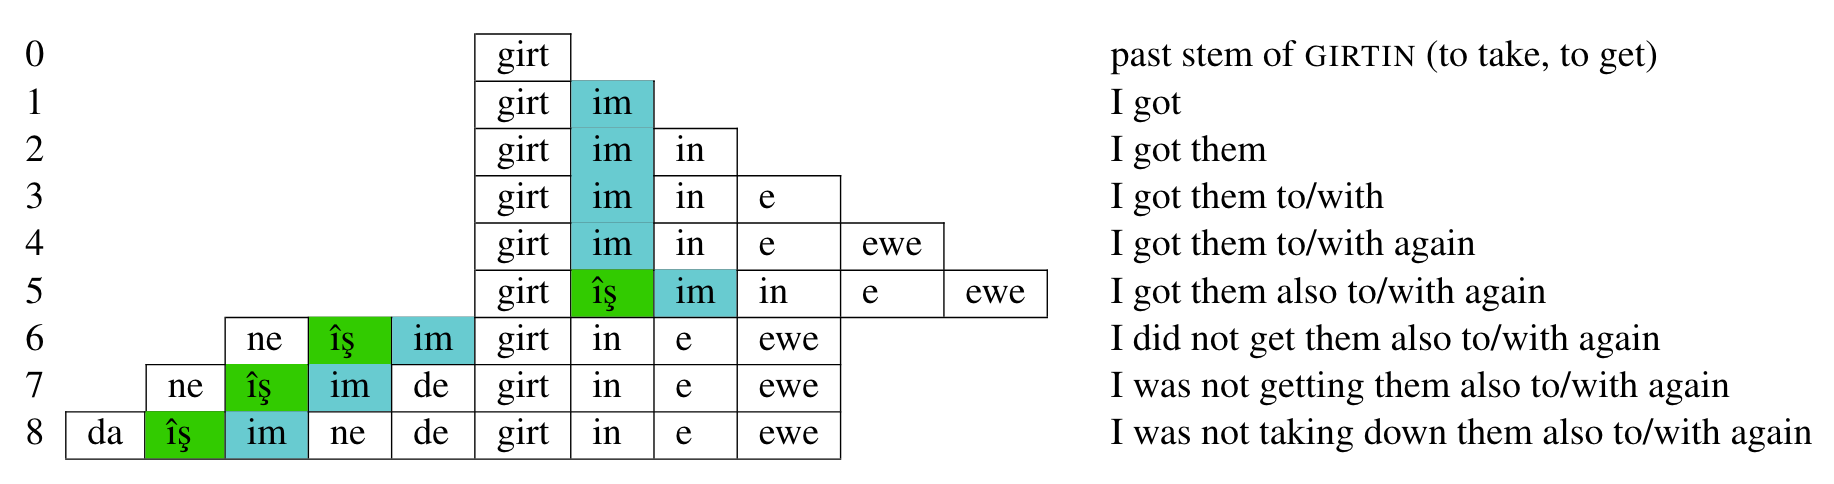 0 girt past stem of GIRTIN (to take, to get)
1 girt im I got
2 girt im in I got them
3 girt im in e I got them to/with
4 girt im in e ewe I got them to/with again
5 girt îş im in e ewe I got them also to/with again
6 ne îş im girt in e ewe I did not get them also to/with again
7 ne îş im de girt in e ewe I was not getting them also to/with again
8 da îş im ne de girt in e ewe I was not taking down them also to/with again